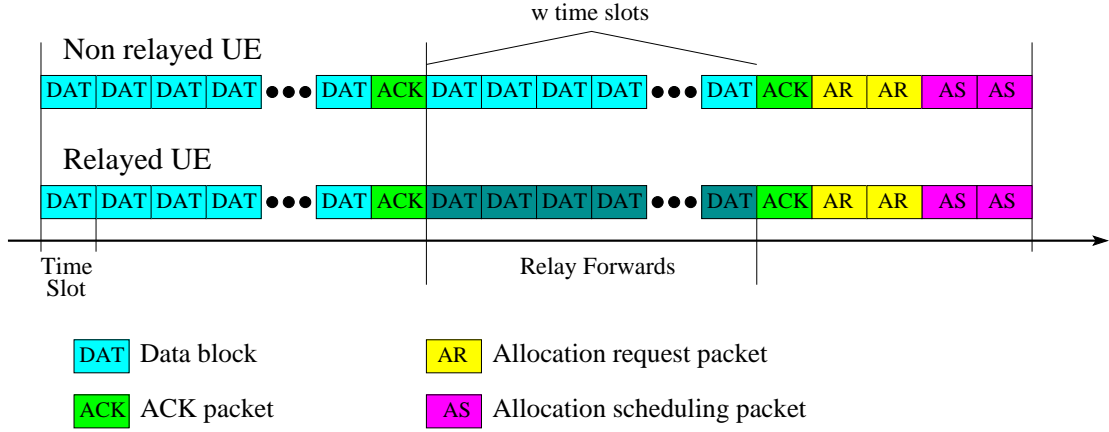 w time slots
Non relayed UE
DAT DAT DAT DAT DAT ACK DAT DAT DAT DAT DAT ACK AR AR AS AS
Relayed UE
DAT DAT DAT DAT DAT ACK DAT DAT DAT DAT DAT ACK AR AR AS AS
Time
Slot
Relay Forwards
DAT Data block
AR Allocation request packet
ACK ACK packet
AS Allocation scheduling packet